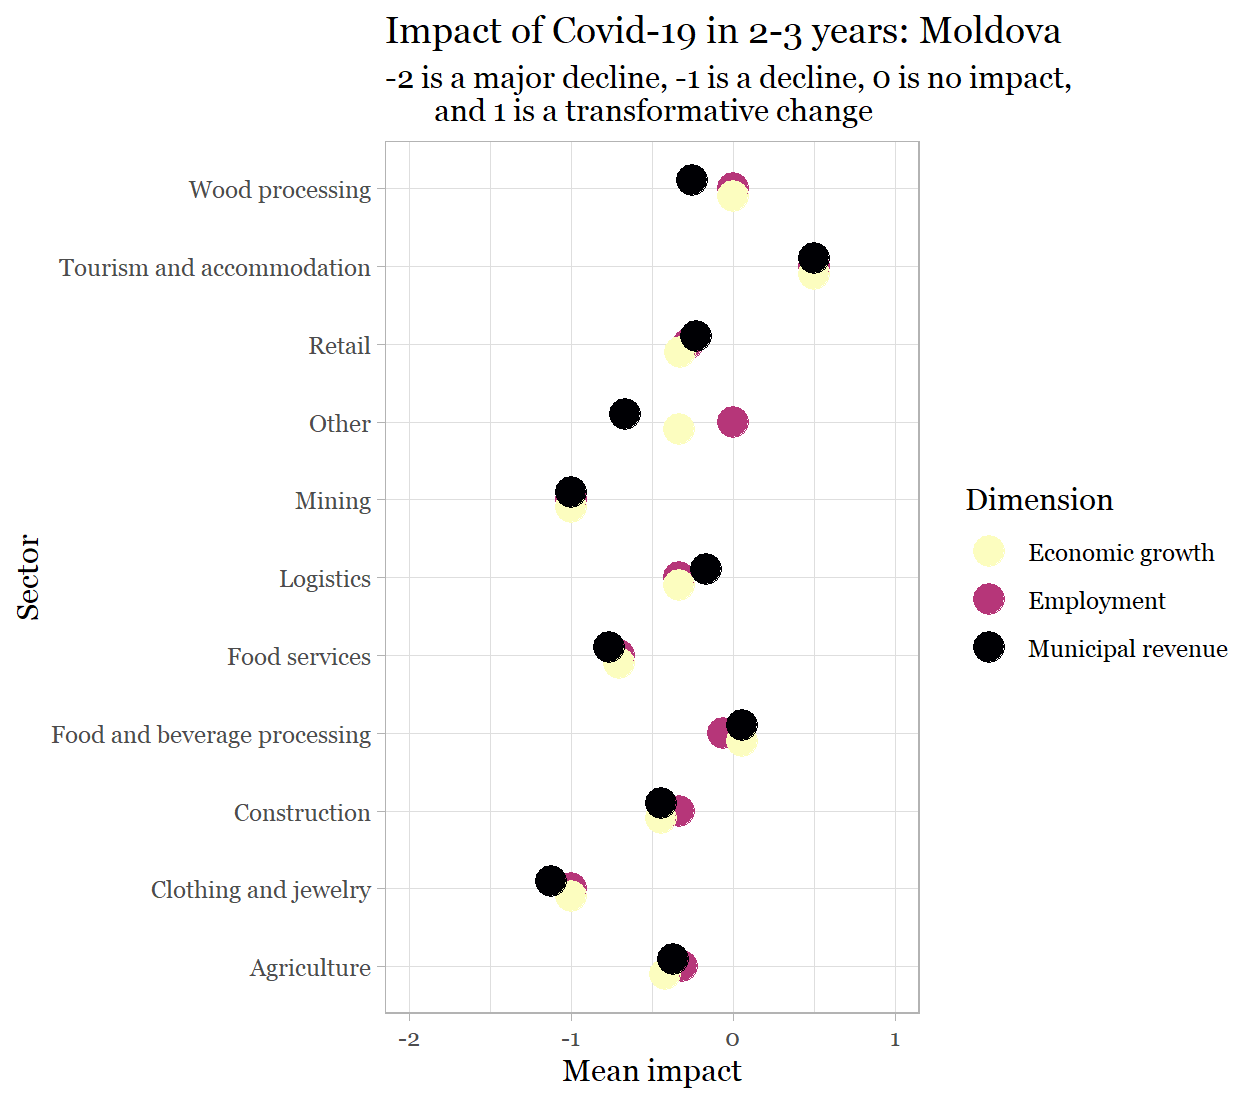 Impact of Covid-19 in 2-3 years: Moldova
-2 is a major decline, -1 is a decline, 0 is no impact,
and 1 is a transformative change
Wood processing
Tourism and accommodation
Retail
Other
Mining
Logistics
Food services
Food and beverage processing
Construction
Clothing and jewelry
Agriculture
Sector
-2
-1
0
1
Mean impact
Dimension
Economic growth
Employment
Municipal revenue